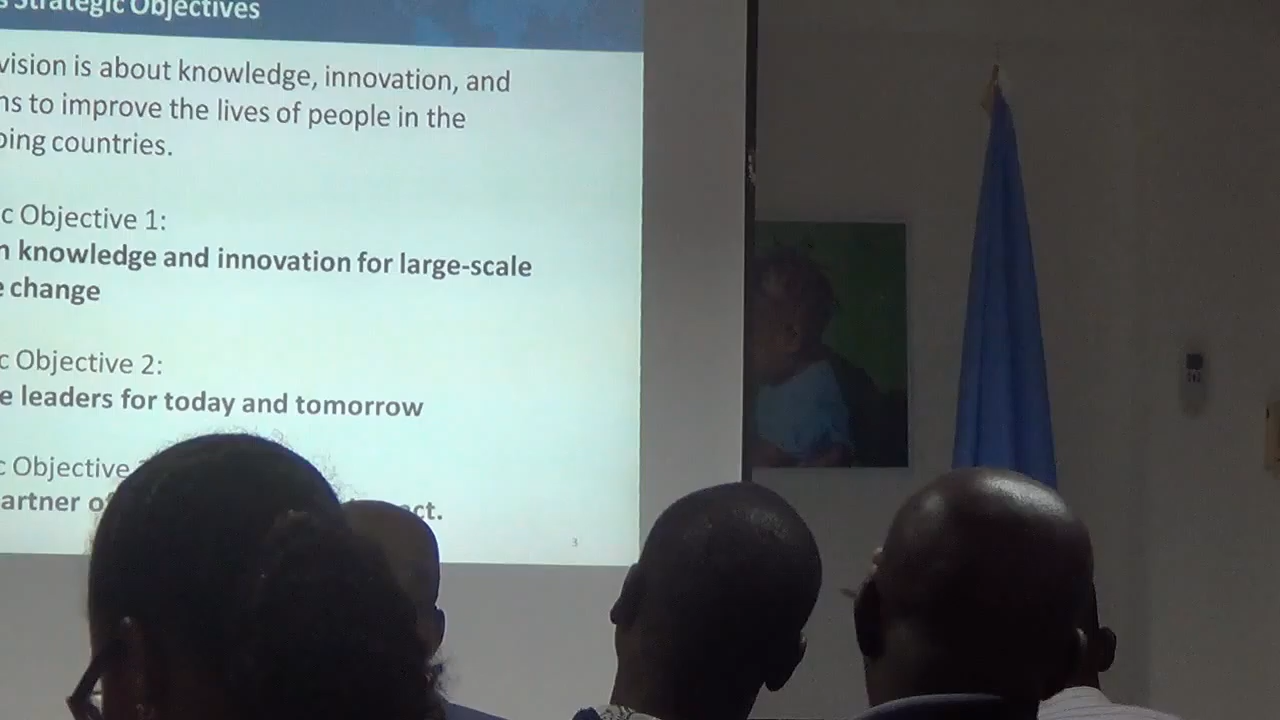 Strategic Objectives
vision is about knowledge, innovation, and
ns to improve the lives of people in the
ping countries.
c Objective 1:
n knowledge and innovation for large-scale
e change
c Objective 2:
e leaders for today and tomorrow
c Objective
artner of ct.
3